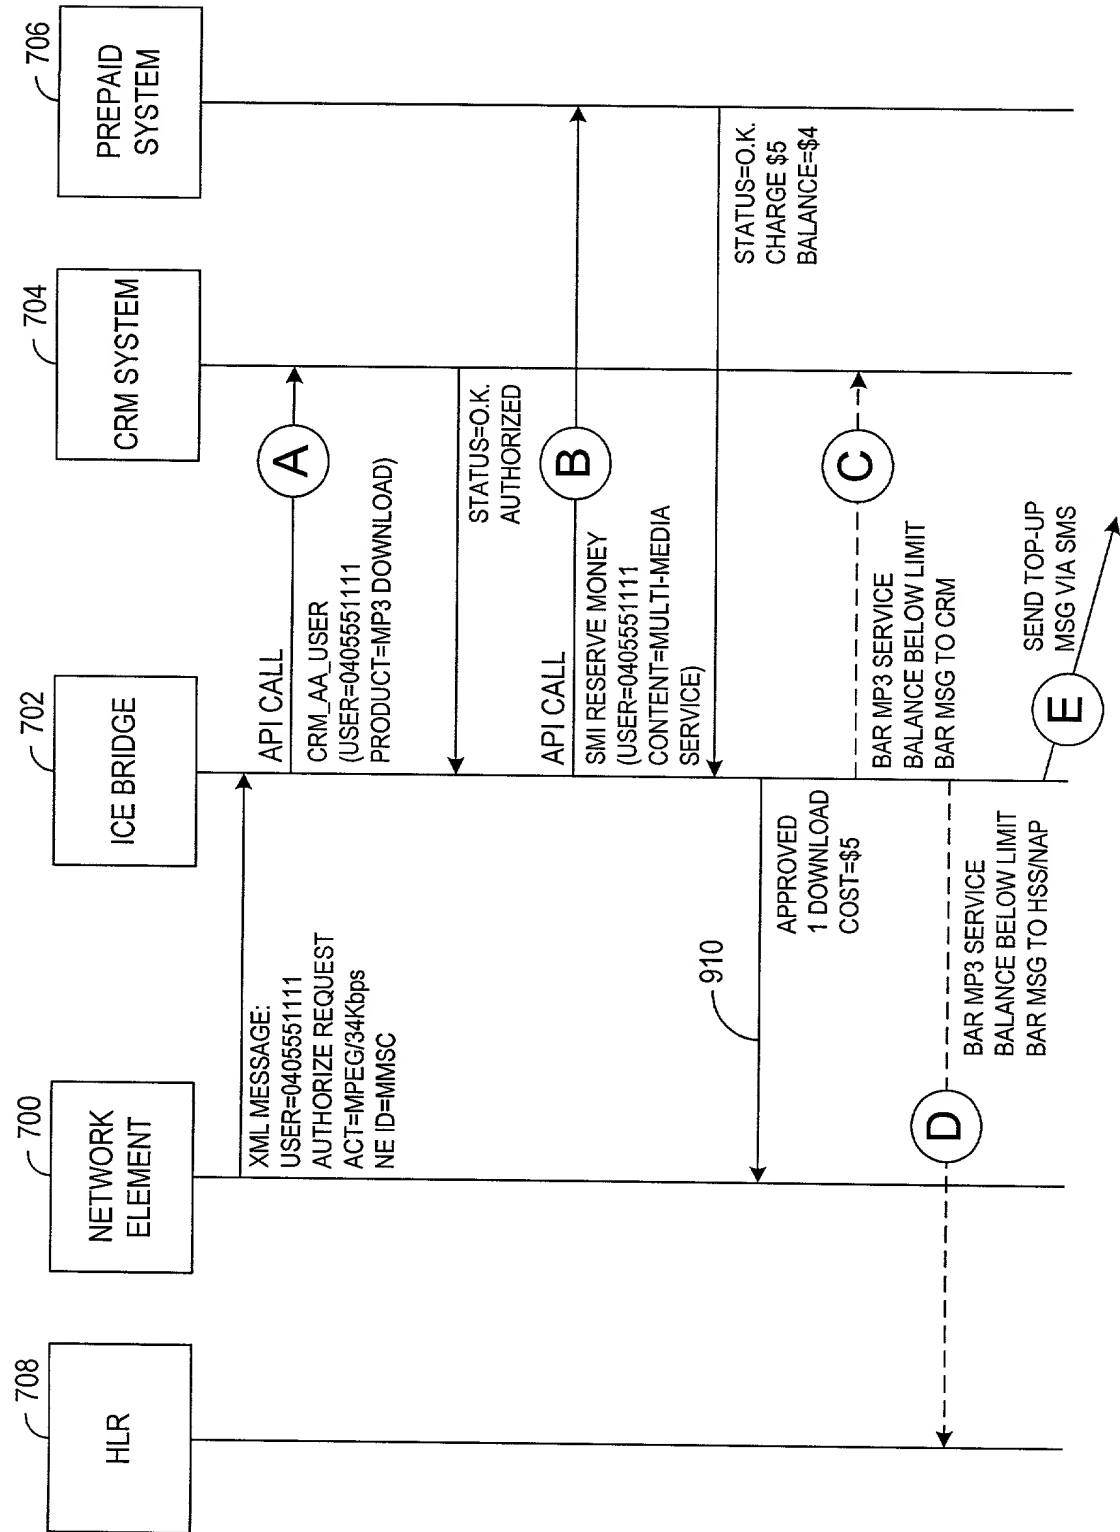 708
HLR
700
NETWORK
ELEMENT
702
ICE BRIDGE
704
CRM SYSTEM
706
PREPAID
SYSTEM
XML MESSAGE:
USER=0405551111
AUTHORIZE REQUEST
ACT=MPEG/34Kbps
NE ID=MMSC
API CALL
A
CRM_AA_USER
(USER=0405551111
PRODUCT=MP3 DOWNLOAD)
STATUS=O.K.
AUTHORIZED
API CALL
B
SMI RESERVE MONEY
(USER=0405551111
CONTENT=MULTI-MEDIA
SERVICE)
STATUS=O.K.
CHARGE $5
BALANCE=$4
910
APPROVED
1 DOWNLOAD
COST=$5
C
BAR MP3 SERVICE
BALANCE BELOW LIMIT
BAR MSG TO CRM
D
BAR MP3 SERVICE
BALANCE BELOW LIMIT
BAR MSG TO HSS/NAP
E
SEND TOP-UP
MSG VIA SMS